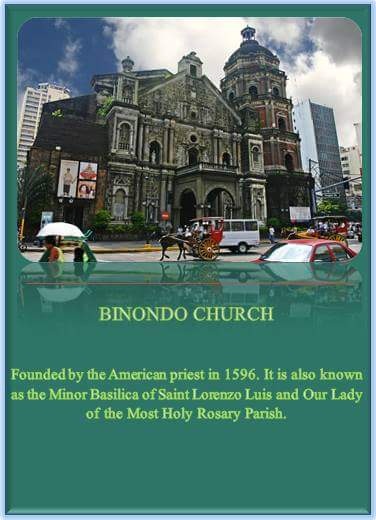 BINONDO CHURCH
Founded by the American priest in 1596. It is also known
as the Minor Basilica of Saint Lorenzo Luis and Our Lady
of the Most Holy Rosary Parish.